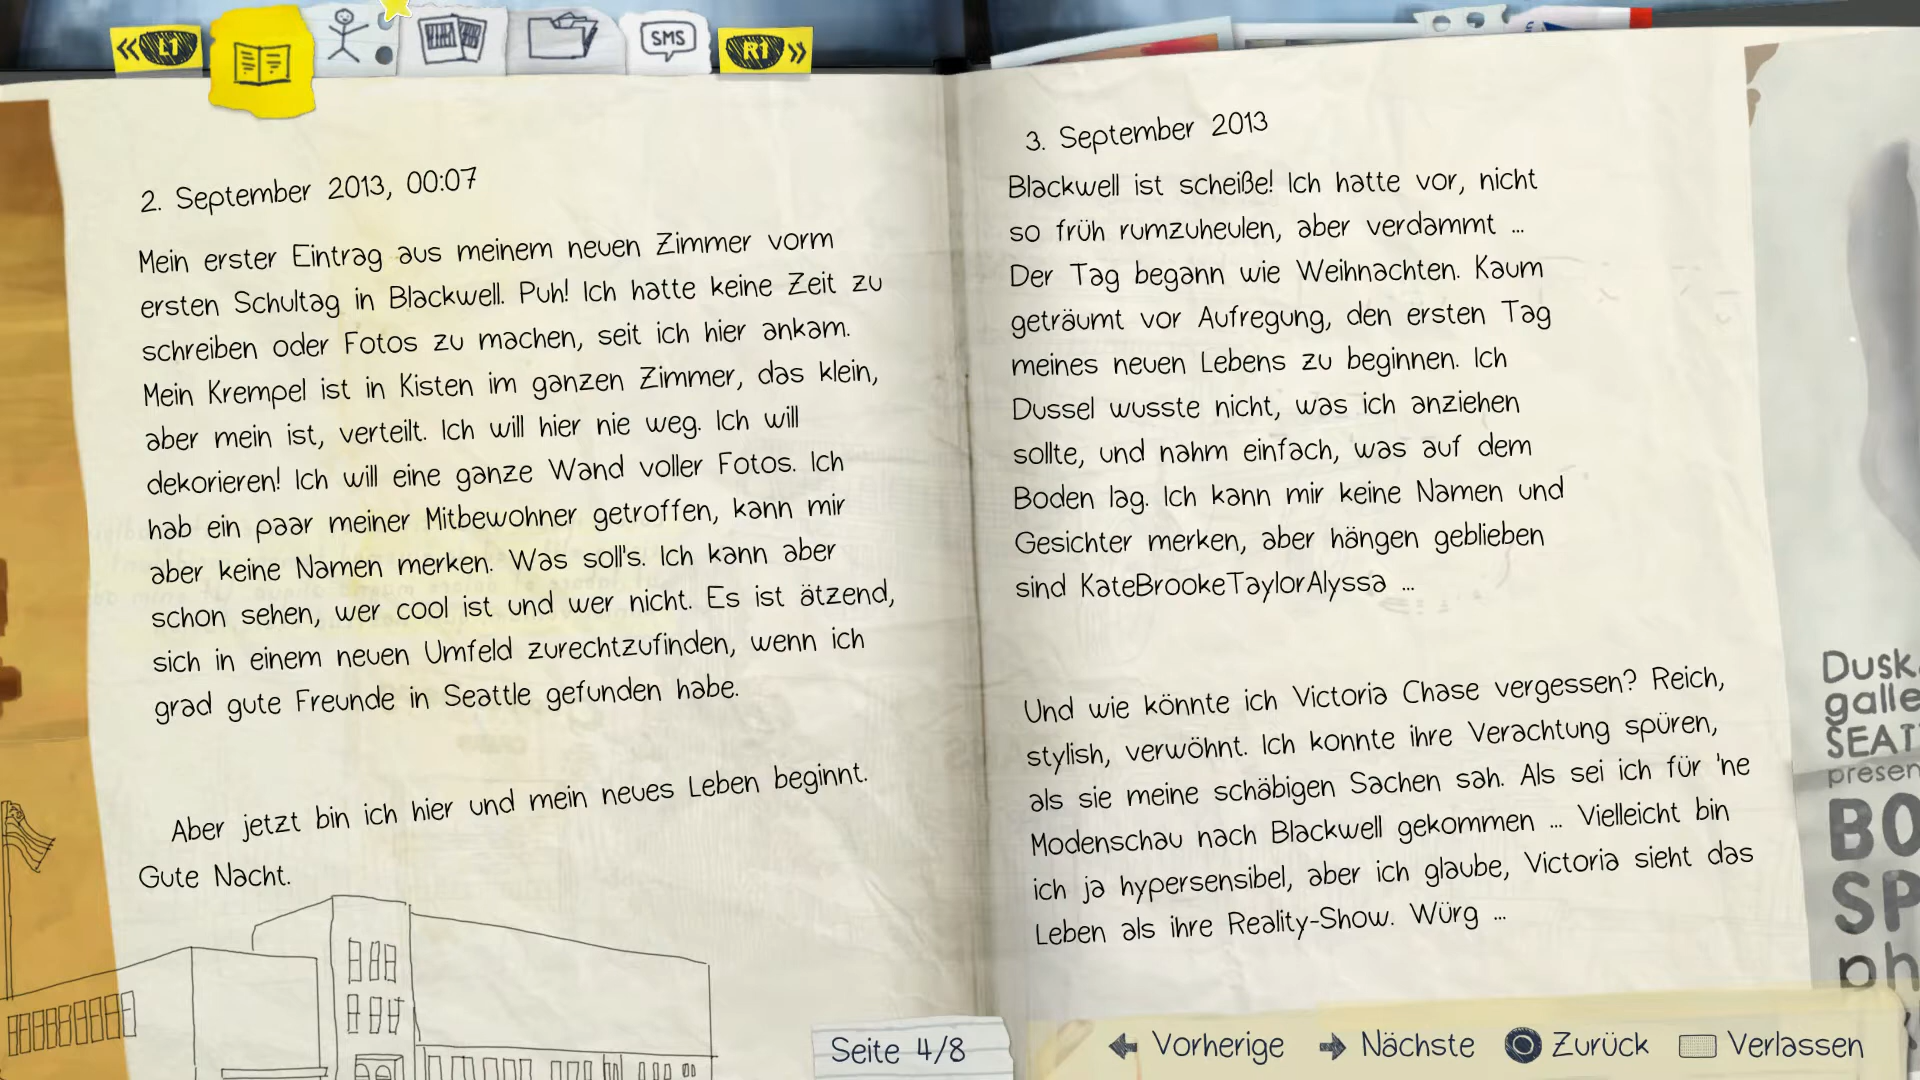 L1
SMS
R1
2. September 2013, 00:07
Mein erster Eintrag aus meinem neuen Zimmer vorm
ersten Schultag in Blackwell. Puh! Ich hatte keine Zeit zu
schreiben oder Fotos zu machen, seit ich hier ankam.
Mein Krempel ist in Kisten im ganzen Zimmer, das klein,
aber mein ist, verteilt. Ich will hier nie weg. Ich will
dekorieren! Ich will eine ganze Wand voller Fotos. Ich
hab ein paar meiner Mitbewohner getroffen, kann mir
aber keine Namen merken. Was soll's. Ich kann aber
schon sehen, wer cool ist und wer nicht. Es ist ätzend,
sich in einem neuen Umfeld zurechtzufinden, wenn ich
grad gute Freunde in Seattle gefunden habe.
Aber jetzt bin ich hier und mein neues Leben beginnt.
Gute Nacht.
3. September 2013
Blackwell ist scheiße! Ich hatte vor, nicht
so früh rumzuheulen, aber verdammt ...
Der Tag begann wie Weihnachten. Kaum
geträumt vor Aufregung, den ersten Tag
meines neuen Lebens zu beginnen. Ich
Dussel wusste nicht, was ich anziehen
sollte, und nahm einfach, was auf dem
Boden lag. Ich kann mir keine Namen und
Gesichter merken, aber hängen geblieben
sind KateBrookeTaylorAlyssa ...
Und wie könnte ich Victoria Chase vergessen? Reich,
stylish, verwöhnt. Ich konnte ihre Verachtung spüren,
als sie meine schäbigen Sachen sah. Als sei ich für 'ne
Modenschau nach Blackwell gekommen ... Vielleicht bin
ich ja hypersensibel, aber ich glaube, Victoria sieht das
Leben als ihre Reality-Show. Würg ...
Dusk
galle
SEAT
presen
BO
SP
ph
Seite 4/8
Vorherige
Nächste
Zurück
Verlassen